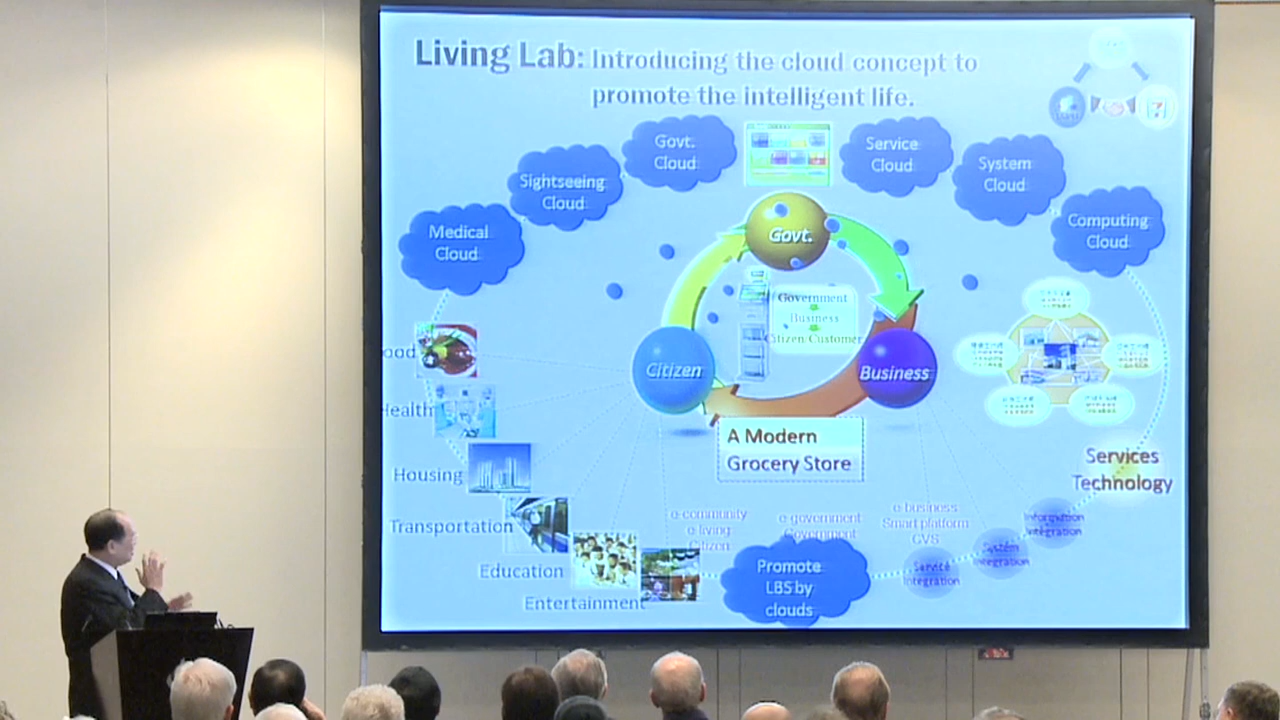 Living Lab: Introducing the cloud concept to
promote the intelligent life.
Govt.
Cloud
Service
Cloud
Sightseeing
Cloud
System
Cloud
Medical
Cloud
Computing
Cloud
Govt.
Government
Business
Citizen Customer
Citizen
Business
ood
Health
Housing
Transportation
Education
Entertainment
A Modern
Grocery Store
Services
Technology
e-community
e-living
Citizen
e-government
Government
e-business
Smart platform
CVS
Promote
LBS by
clouds
Service
Integration
System
Integration
Information
Integration